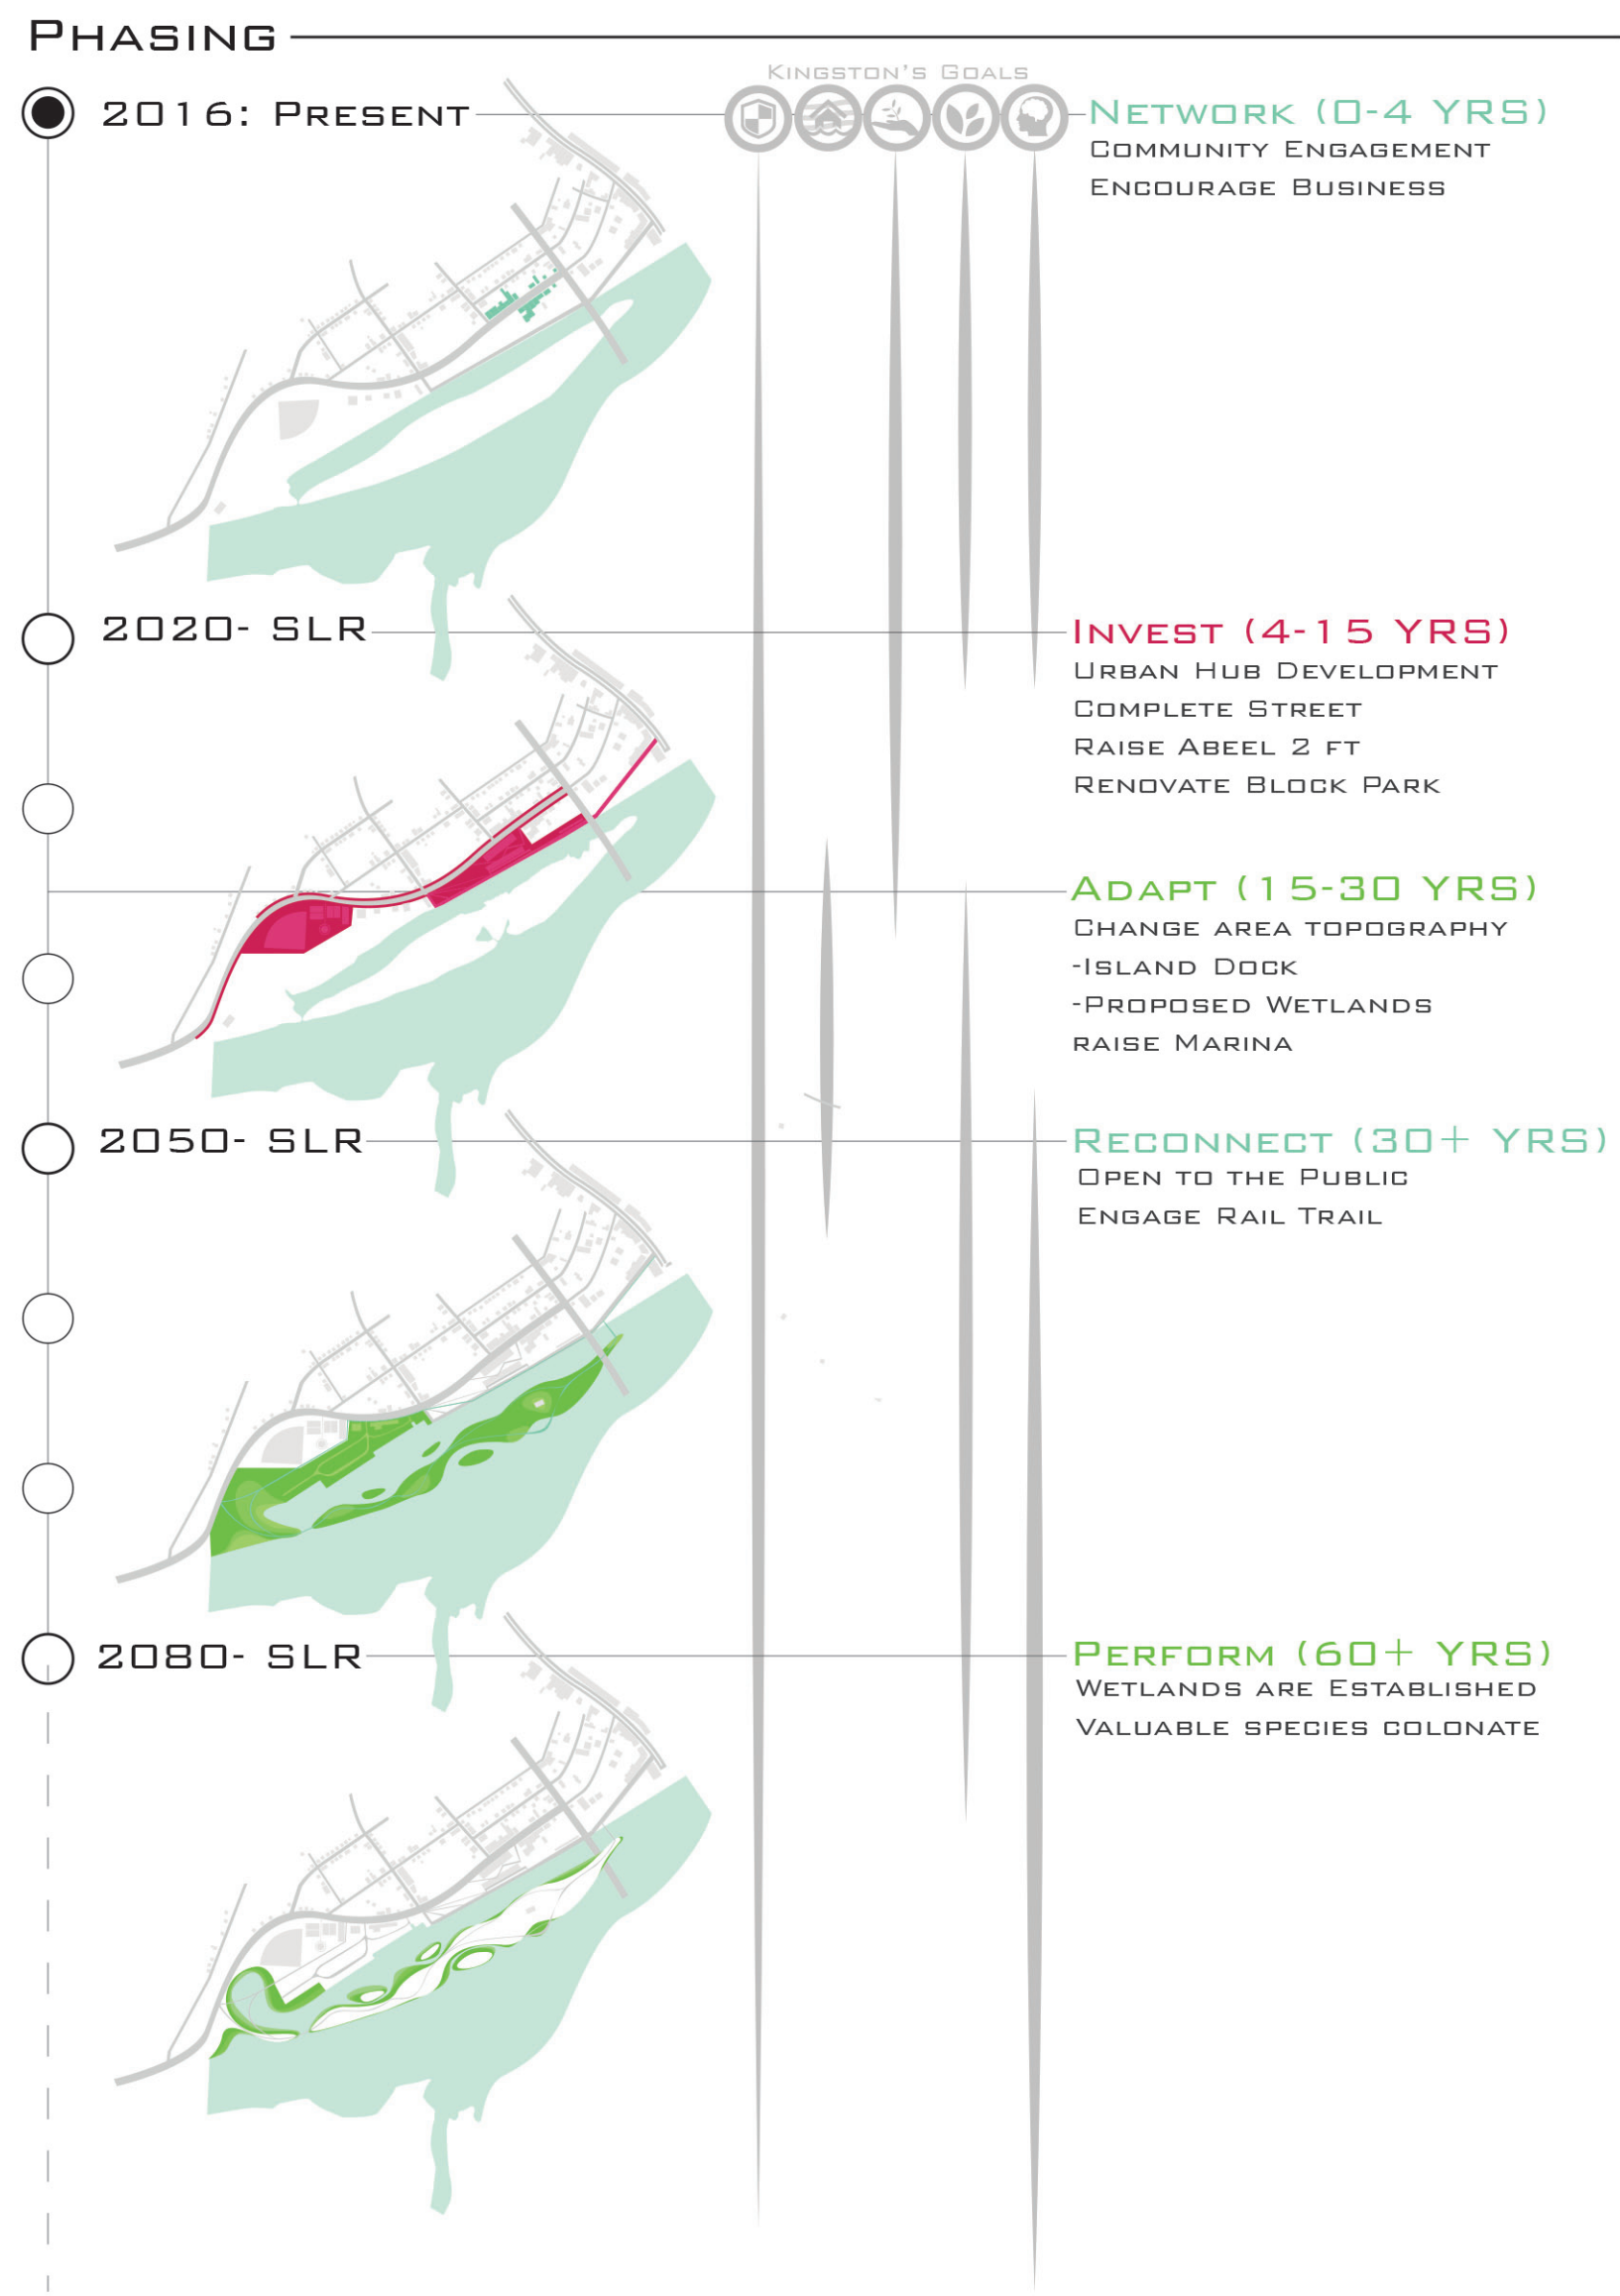 PHASING
KINGSTON'S GOALS
2016: PRESENT
NETWORK (0-4 YRS)
COMMUNITY ENGAGEMENT
ENCOURAGE BUSINESS
2020- SLR
INVEST (4-15 YRS)
URBAN HUB DEVELOPMENT
COMPLETE STREET
RAISE ABEEL 2 FT
RENOVATE BLOCK PARK
ADAPT (15-30 YRS)
CHANGE AREA TOPOGRAPHY
-ISLAND DOCK
-PROPOSED WETLANDS
RAISE MARINA
2050- SLR
RECONNECT (30+ YRS)
OPEN TO THE PUBLIC
ENGAGE RAIL TRAIL
2080- SLR
PERFORM (60+ YRS)
WETLANDS ARE ESTABLISHED
VALUABLE SPECIES COLONATE